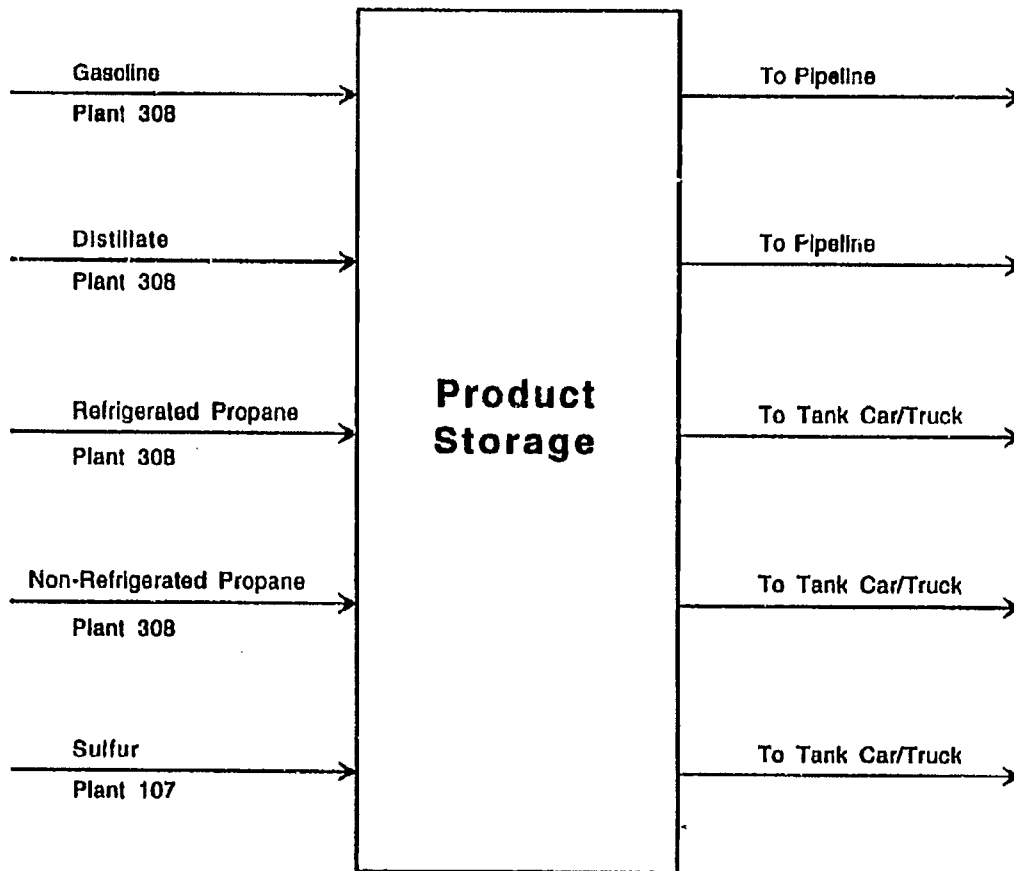 Gasoline
Plant 308
To Pipeline
Distillate
Plant 308
To Pipeline
Product
Storage
Refrigerated Propane
Plant 308
To Tank Car/Truck
Non-Refrigerated Propane
Plant 308
To Tank Car/Truck
Sulfur
Plant 107
To Tank Car/Truck